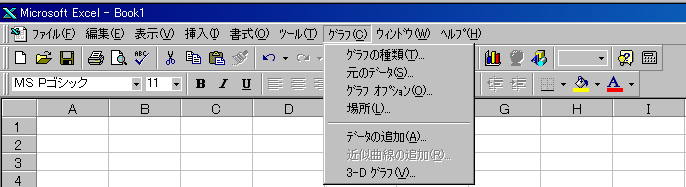 Microsoft Excel - Book1
ﾌｧｲﾙ(F) 編集(E) 表示(V) 挿入(I) 書式(O) ﾂｰﾙ(T) ｸﾞﾗﾌ(C) ｳｨﾝﾄﾞｳ(W) ﾍﾙﾌﾟ(H)
ABC
ｸﾞﾗﾌの種類(T)...
元のﾃﾞｰﾀ(S)...
ｸﾞﾗﾌ ｵﾌﾟｼｮﾝ(O)...
場所(L)...
ﾃﾞｰﾀの追加(A)...
近似曲線の追加(R)...
3-D ｸﾞﾗﾌ(V)...
MS Pゴシック 11 B I U A
A B C D G H I
1
2
3
4